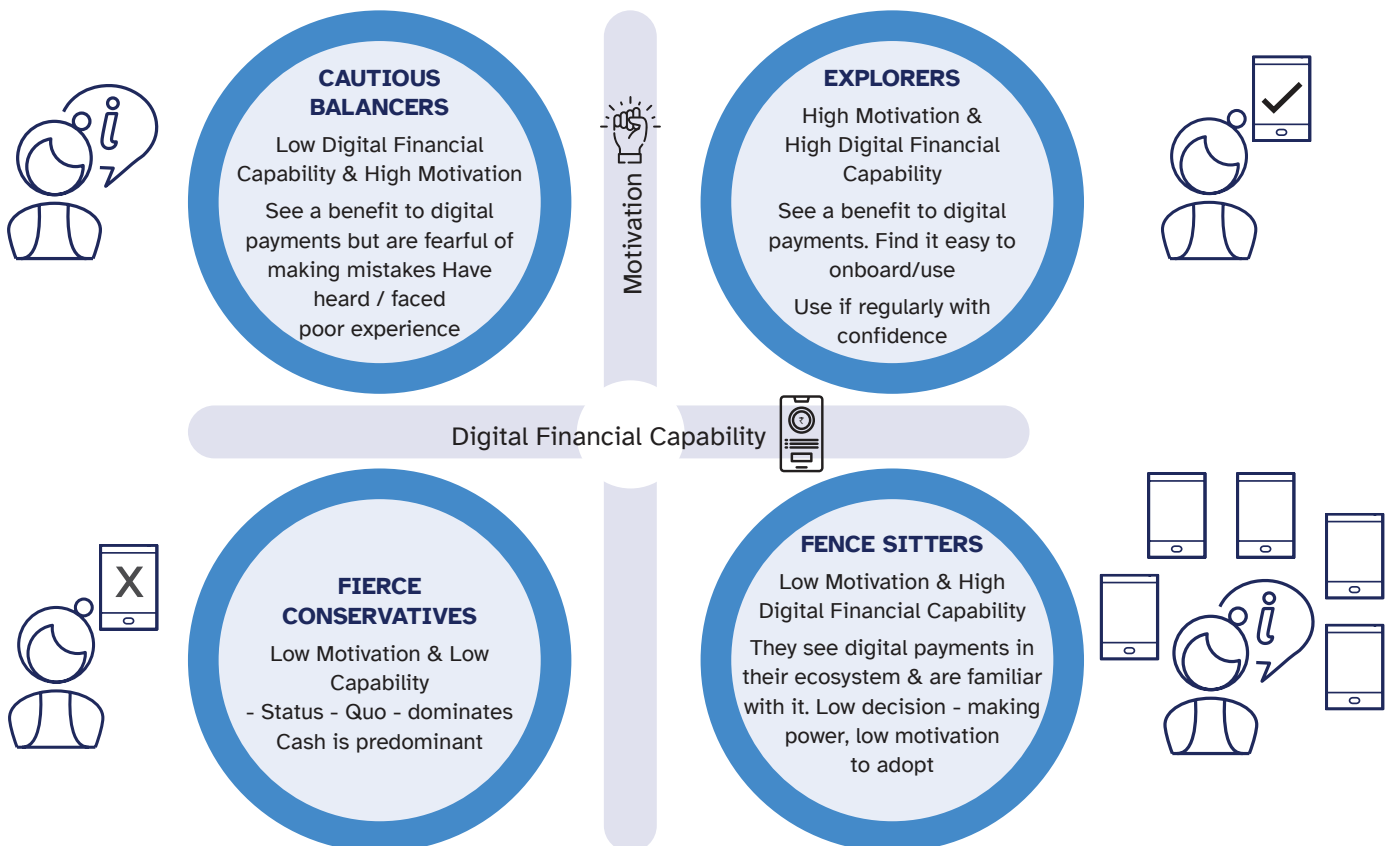 CAUTIOUS
BALANCERS
Low Digital Financial
Capability & High Motivation
See a benefit to digital
payments but are fearful of
making mistakes Have
heard / faced
poor experience
Motivation
EXPLORERS
High Motivation &
High Digital Financial
Capability
See a benefit to digital
payments. Find it easy to
onboard/use
Use if regularly with
confidence
Digital Financial Capability
₹
FIERCE
CONSERVATIVES
Low Motivation & Low
Capability
- Status - Quo - dominates
Cash is predominant
X
FENCE SITTERS
Low Motivation & High
Digital Financial Capability
They see digital payments in
their ecosystem & are familiar
with it. Low decision - making
power, low motivation
to adopt
i
i